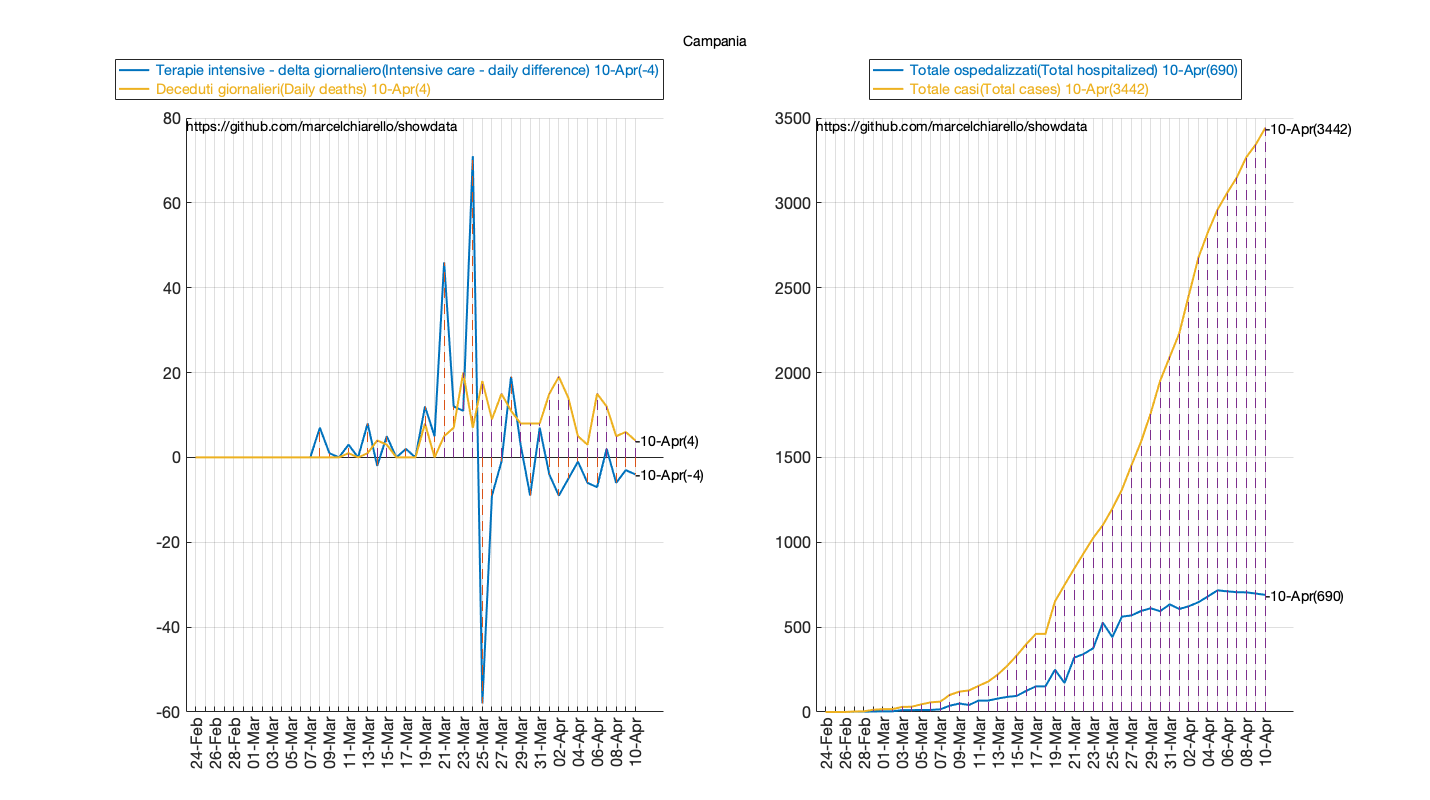 Campania
Terapie intensive - delta giornaliero(Intensive care - daily difference) 10-Apr(-4)
Deceduti giornalieri(Daily deaths) 10-Apr(4)
https://github.com/marcelchiarello/showdata
80
60
40
20
0
-20
-40
-60
10-Apr(4)
10-Apr(-4)
24-Feb
26-Feb
28-Feb
01-Mar
03-Mar
05-Mar
07-Mar
09-Mar
11-Mar
13-Mar
15-Mar
17-Mar
19-Mar
21-Mar
23-Mar
25-Mar
27-Mar
29-Mar
31-Mar
02-Apr
04-Apr
06-Apr
08-Apr
10-Apr
Totale ospedalizzati(Total hospitalized) 10-Apr(690)
Totale casi(Total cases) 10-Apr(3442)
https://github.com/marcelchiarello/showdata
3500
3000
2500
2000
1500
1000
500
0
10-Apr(3442)
10-Apr(690)
24-Feb
26-Feb
28-Feb
01-Mar
03-Mar
05-Mar
07-Mar
09-Mar
11-Mar
13-Mar
15-Mar
17-Mar
19-Mar
21-Mar
23-Mar
25-Mar
27-Mar
29-Mar
31-Mar
02-Apr
04-Apr
06-Apr
08-Apr
10-Apr